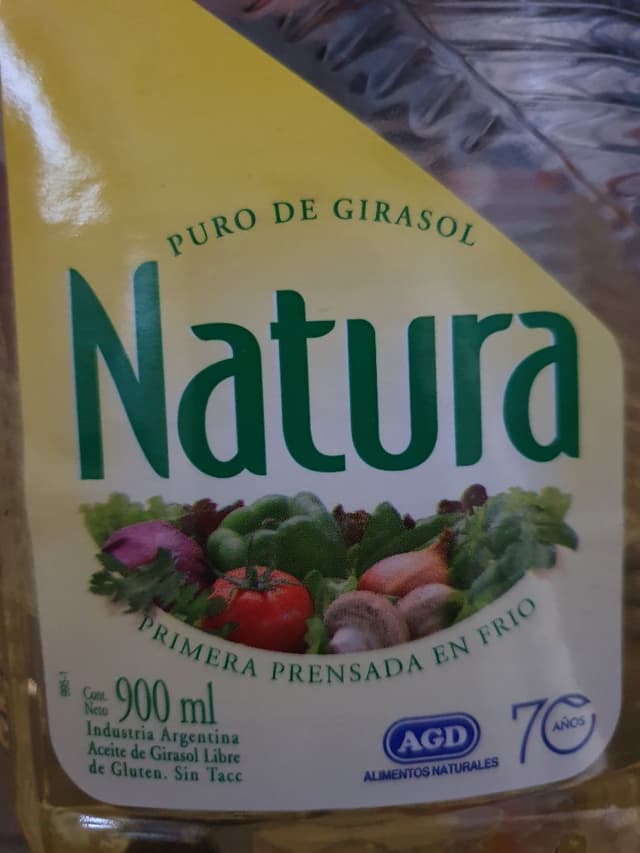 PURO DE GIRASOL
Natura
PRIMERA PRENSADA EN FRIO
Cont.
Neto 900 ml
Industria Argentina
Aceite de Girasol Libre
de Gluten. Sin Tacc
AGD
ALIMENTOS NATURALES
70 AÑOS